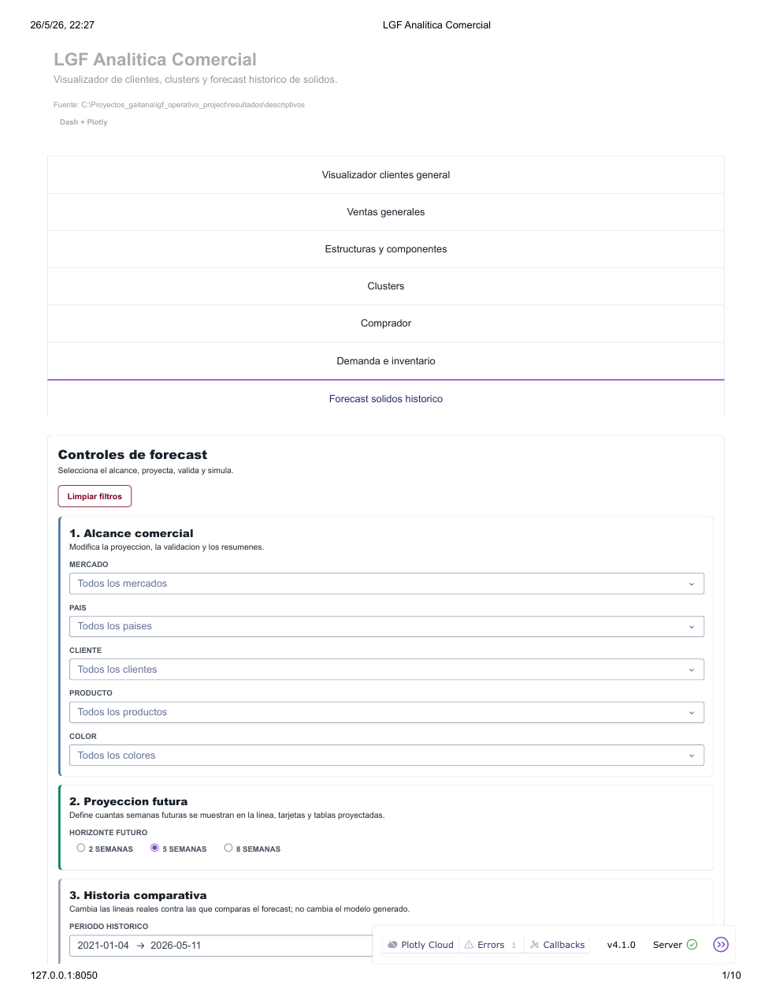 26/5/26, 22:27
LGF Analitica Comercial
LGF Analitica Comercial
Visualizador de clientes, clusters y forecast historico de solidos.
Fuente: C:\Proyectos_gaitana\lgf_operativo_project\resultados\descriptivos
Dash + Plotly
Visualizador clientes general
Ventas generales
Estructuras y componentes
Clusters
Comprador
Demanda e inventario
Forecast solidos historico
Controles de forecast
Selecciona el alcance, proyecta, valida y simula.
Limpiar filtros
1. Alcance comercial
Modifica la proyeccion, la validacion y los resumenes.
MERCADO
Todos los mercados
PAIS
Todos los paises
CLIENTE
Todos los clientes
PRODUCTO
Todos los productos
COLOR
Todos los colores
2. Proyeccion futura
Define cuantas semanas futuras se muestran en la linea, tarjetas y tablas proyectadas.
HORIZONTE FUTURO
2 SEMANAS 5 SEMANAS 8 SEMANAS
3. Historia comparativa
Cambia las lineas reales contra las que comparas el forecast; no cambia el modelo generado.
PERIODO HISTORICO
2021-01-04 → 2026-05-11
Plotly Cloud Errors 1 Callbacks v4.1.0 Server
127.0.0.1:8050
1/10